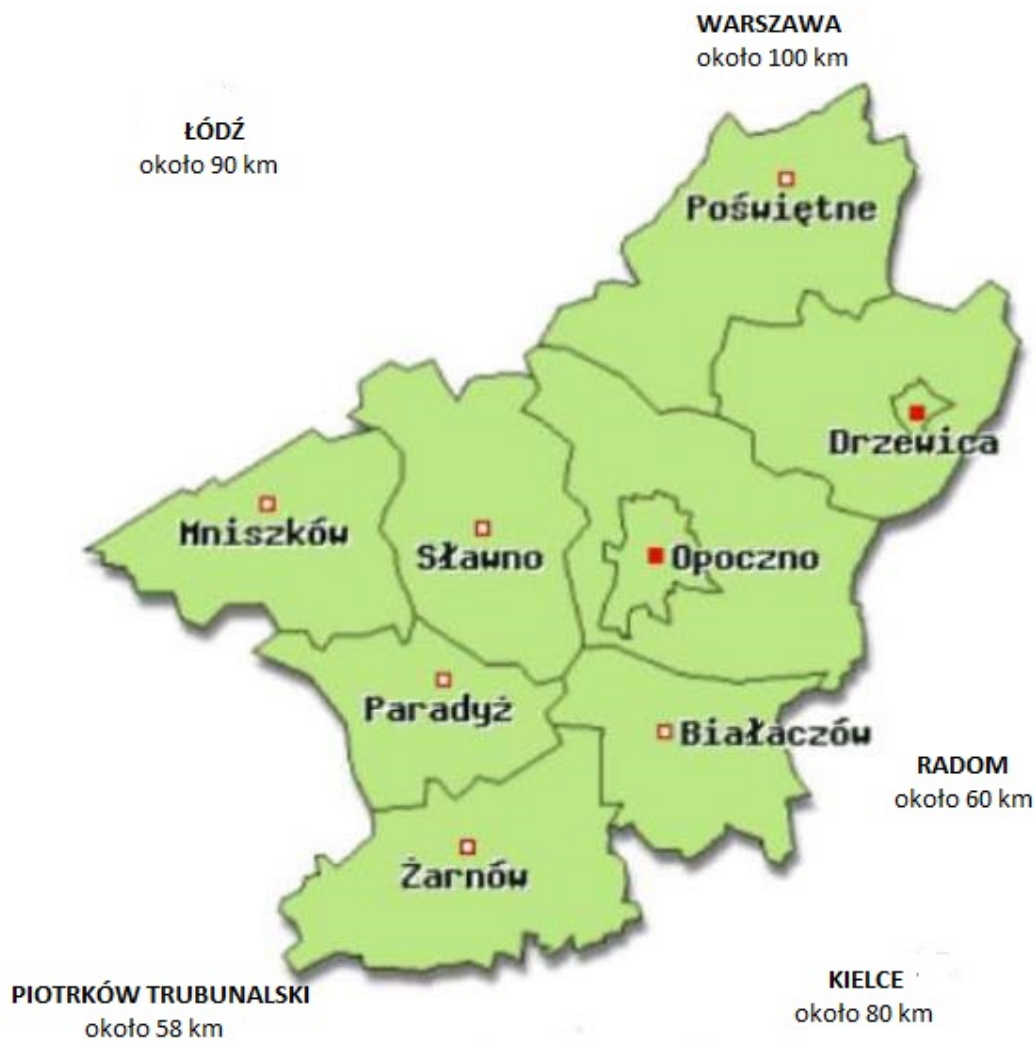 WARSZAWA
około 100 km
ŁÓDŹ
około 90 km
Poświętne
Drzewica
Mniszków
Sławno
Opoczno
Paradyż
Białaczów
RADOM
około 60 km
Żarnów
PIOTRKÓW TRUBUNALSKI
około 58 km
KIELCE
około 80 km